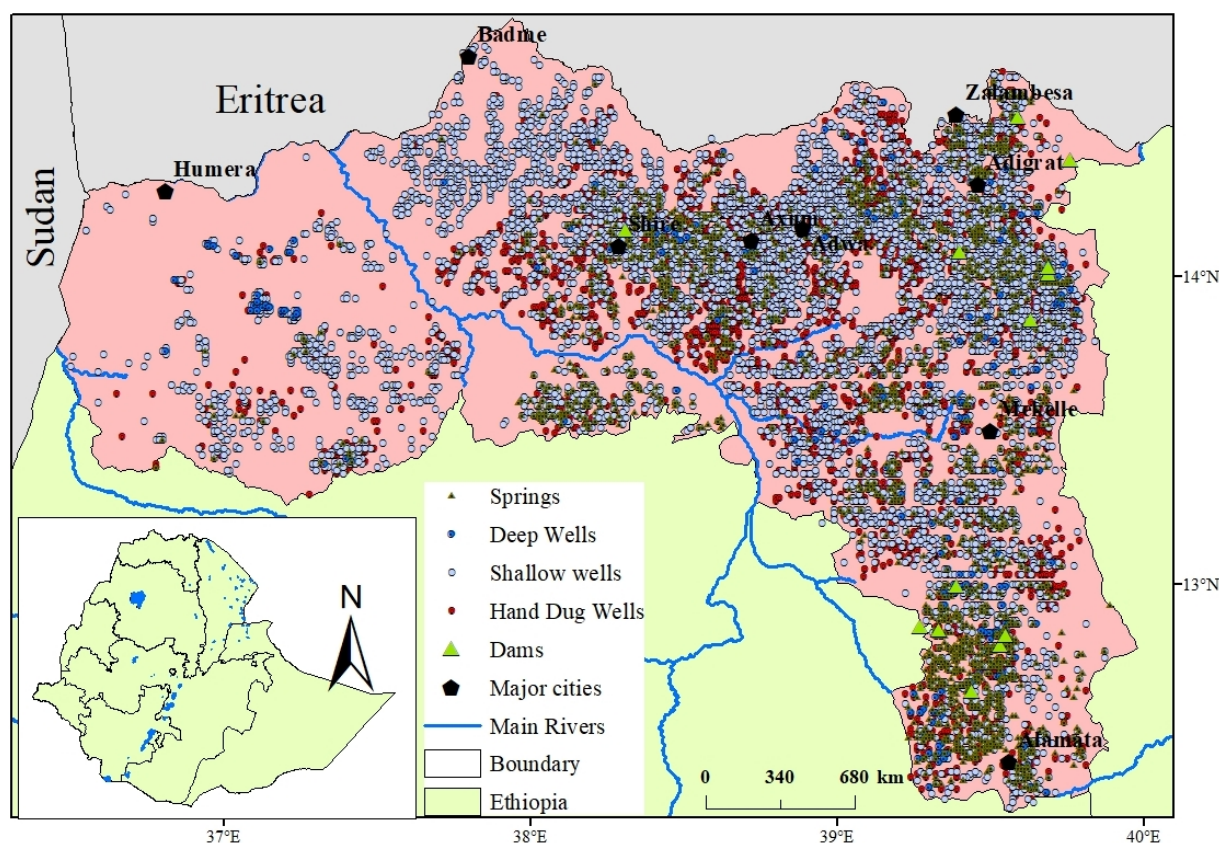 Badme
Eritrea
Zalambesa
Humera
Adigrat
Sudan
Shire
Axum
Adwa
14°N
Mekelle
Springs
Deep Wells
Shallow wells
Hand Dug Wells
Dams
Major cities
Main Rivers
Boundary
Ethiopia
N
13°N
Alamata
0 340 680 km
37°E
38°E
39°E
40°E